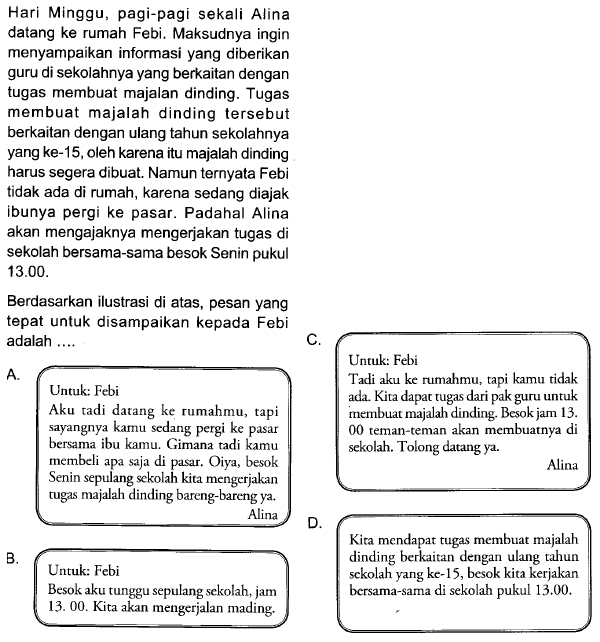 Hari Minggu, pagi-pagi sekali Alina
datang ke rumah Febi. Maksudnya ingin
menyampaikan informasi yang diberikan
guru di sekolahnya yang berkaitan dengan
tugas membuat majalan dinding. Tugas
membuat majalah dinding tersebut
berkaitan dengan ulang tahun sekolahnya
yang ke-15, oleh karena itu majalah dinding
harus segera dibuat. Namun ternyata Febi
tidak ada di rumah, karena sedang diajak
ibunya pergi ke pasar. Padahal Alina
akan mengajaknya mengerjakan tugas di
sekolah bersama-sama besok Senin pukul
13.00.
Berdasarkan ilustrasi di atas, pesan yang
tepat untuk disampaikan kepada Febi
adalah ....
A.
Untuk: Febi
Aku tadi datang ke rumahmu, tapi
sayangnya kamu sedang pergi ke pasar
bersama ibu kamu. Gimana tadi kamu
membeli apa saja di pasar. Oiya, besok
Senin sepulang sekolah kita mengerjakan
tugas majalah dinding bareng-bareng ya.
Alina
B.
Untuk: Febi
Besok aku tunggu sepulang sekolah, jam
13. 00. Kita akan mengerjalan mading.
C.
Untuk: Febi
Tadi aku ke rumahmu, tapi kamu tidak
ada. Kita dapat tugas dari pak guru untuk
membuat majalah dinding. Besok jam 13.
00 teman-teman akan membuatnya di
sekolah. Tolong datang ya.
Alina
D.
Kita mendapat tugas membuat majalah
dinding berkaitan dengan ulang tahun
sekolah yang ke-15, besok kita kerjakan
bersama-sama di sekolah pukul 13.00.